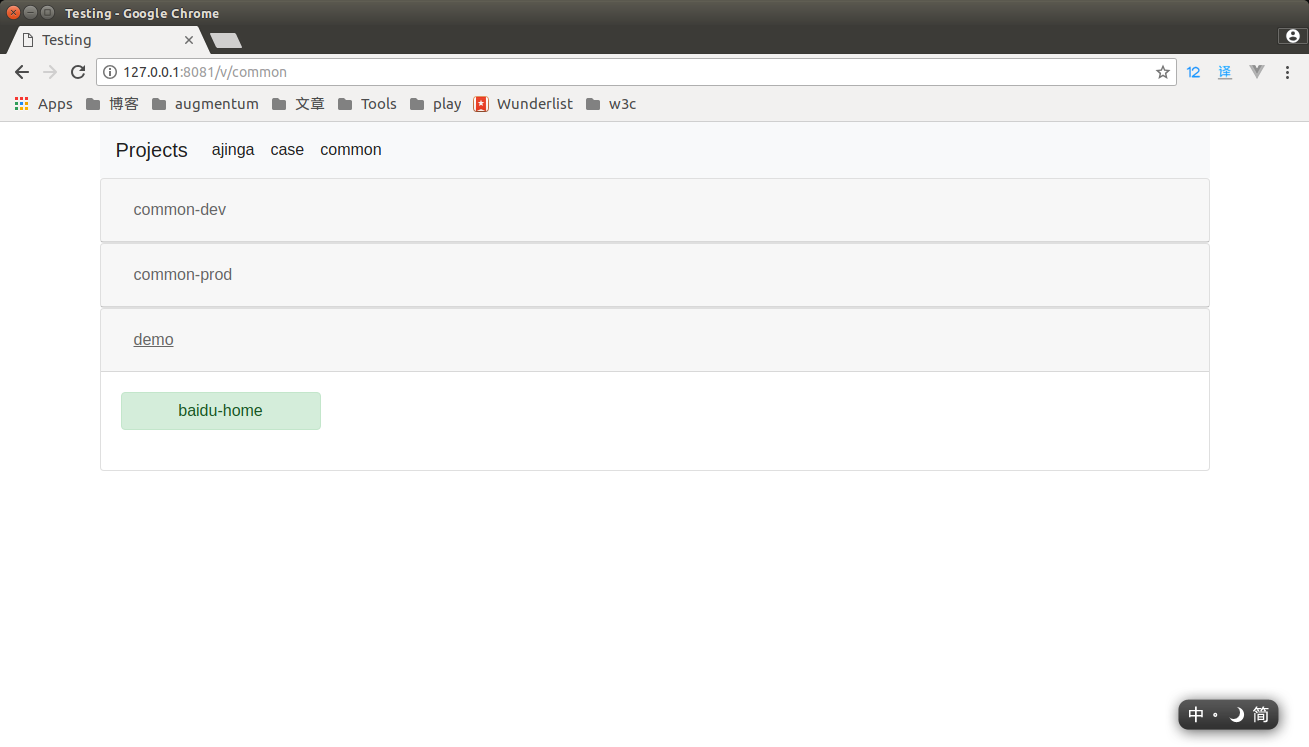 Testing - Google Chrome
Testing
127.0.0.1:8081/v/common
12 译
Apps 博客 augmentum 文章 Tools play Wunderlist w3c
Projects ajinga case common
common-dev
common-prod
demo
baidu-home
中 简